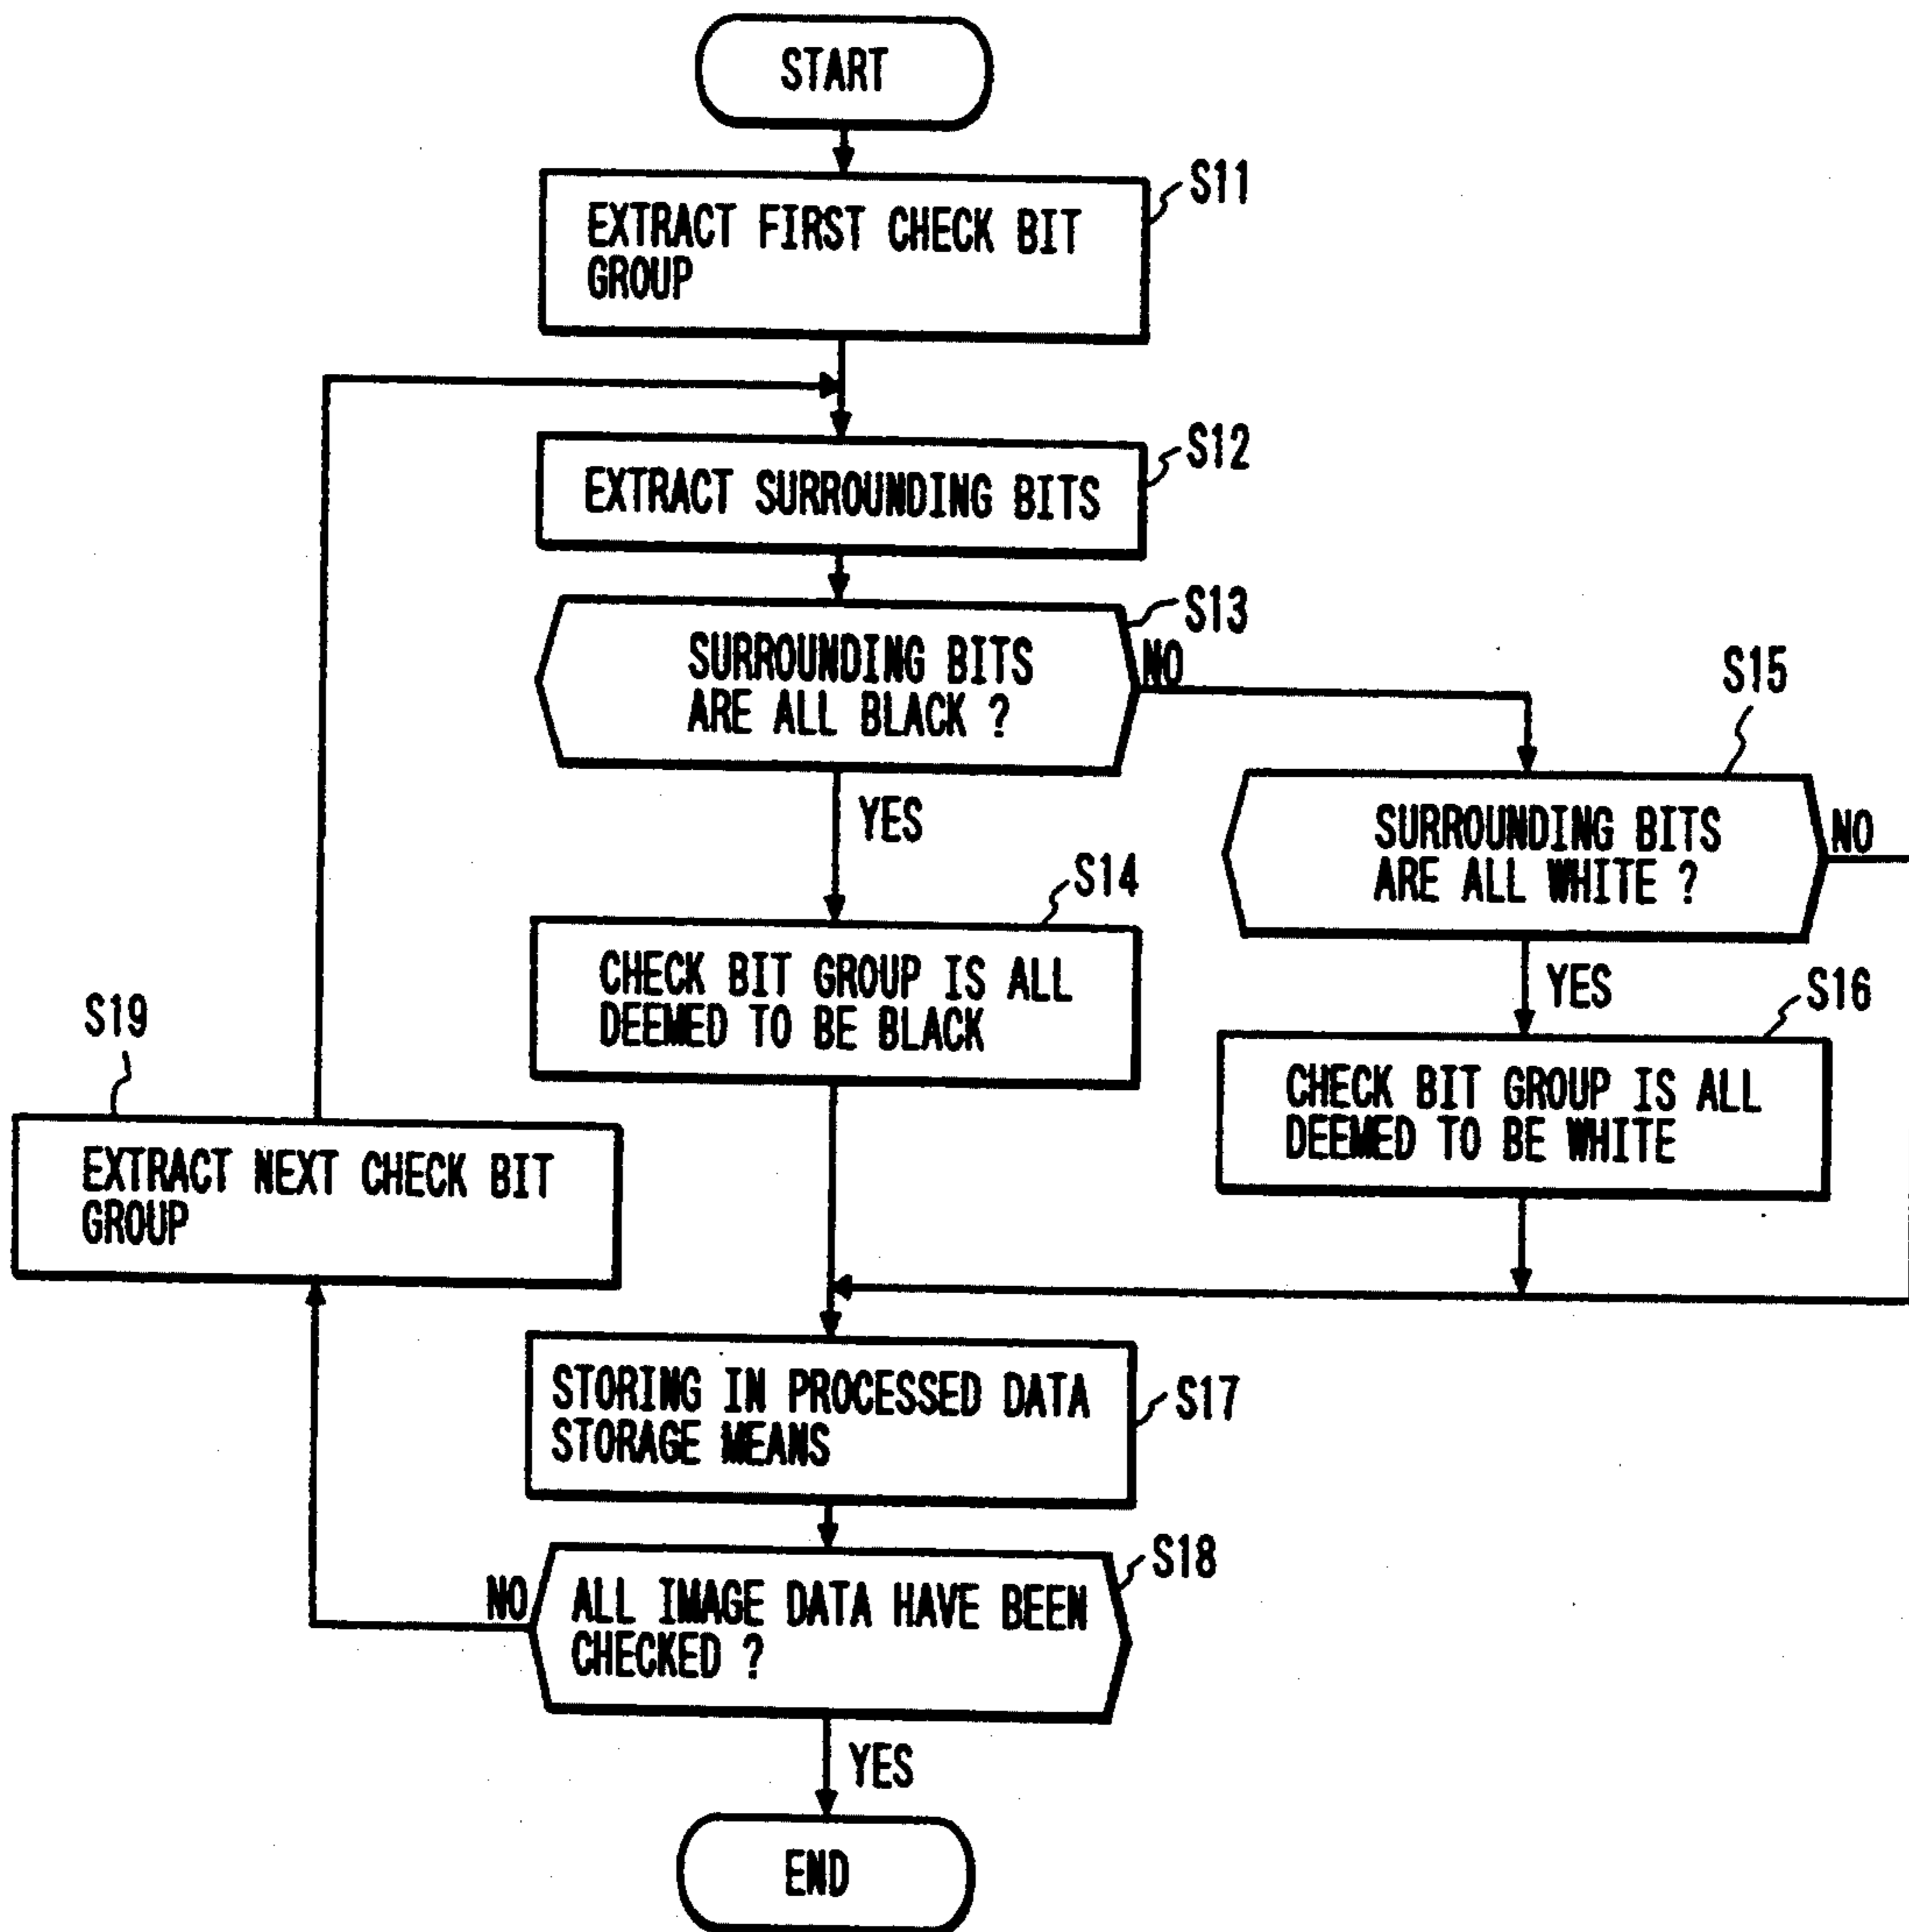 START
S11
EXTRACT FIRST CHECK BIT
GROUP
S12
EXTRACT SURROUNDING BITS
S13
SURROUNDING BITS
ARE ALL BLACK ?
NO
YES
S15
SURROUNDING BITS
ARE ALL WHITE ?
NO
YES
S14
CHECK BIT GROUP IS ALL
DEEMED TO BE BLACK
S16
CHECK BIT GROUP IS ALL
DEEMED TO BE WHITE
S19
EXTRACT NEXT CHECK BIT
GROUP
STORING IN PROCESSED DATA
STORAGE MEANS
S17
S18
NO
ALL IMAGE DATA HAVE BEEN
CHECKED ?
YES
END